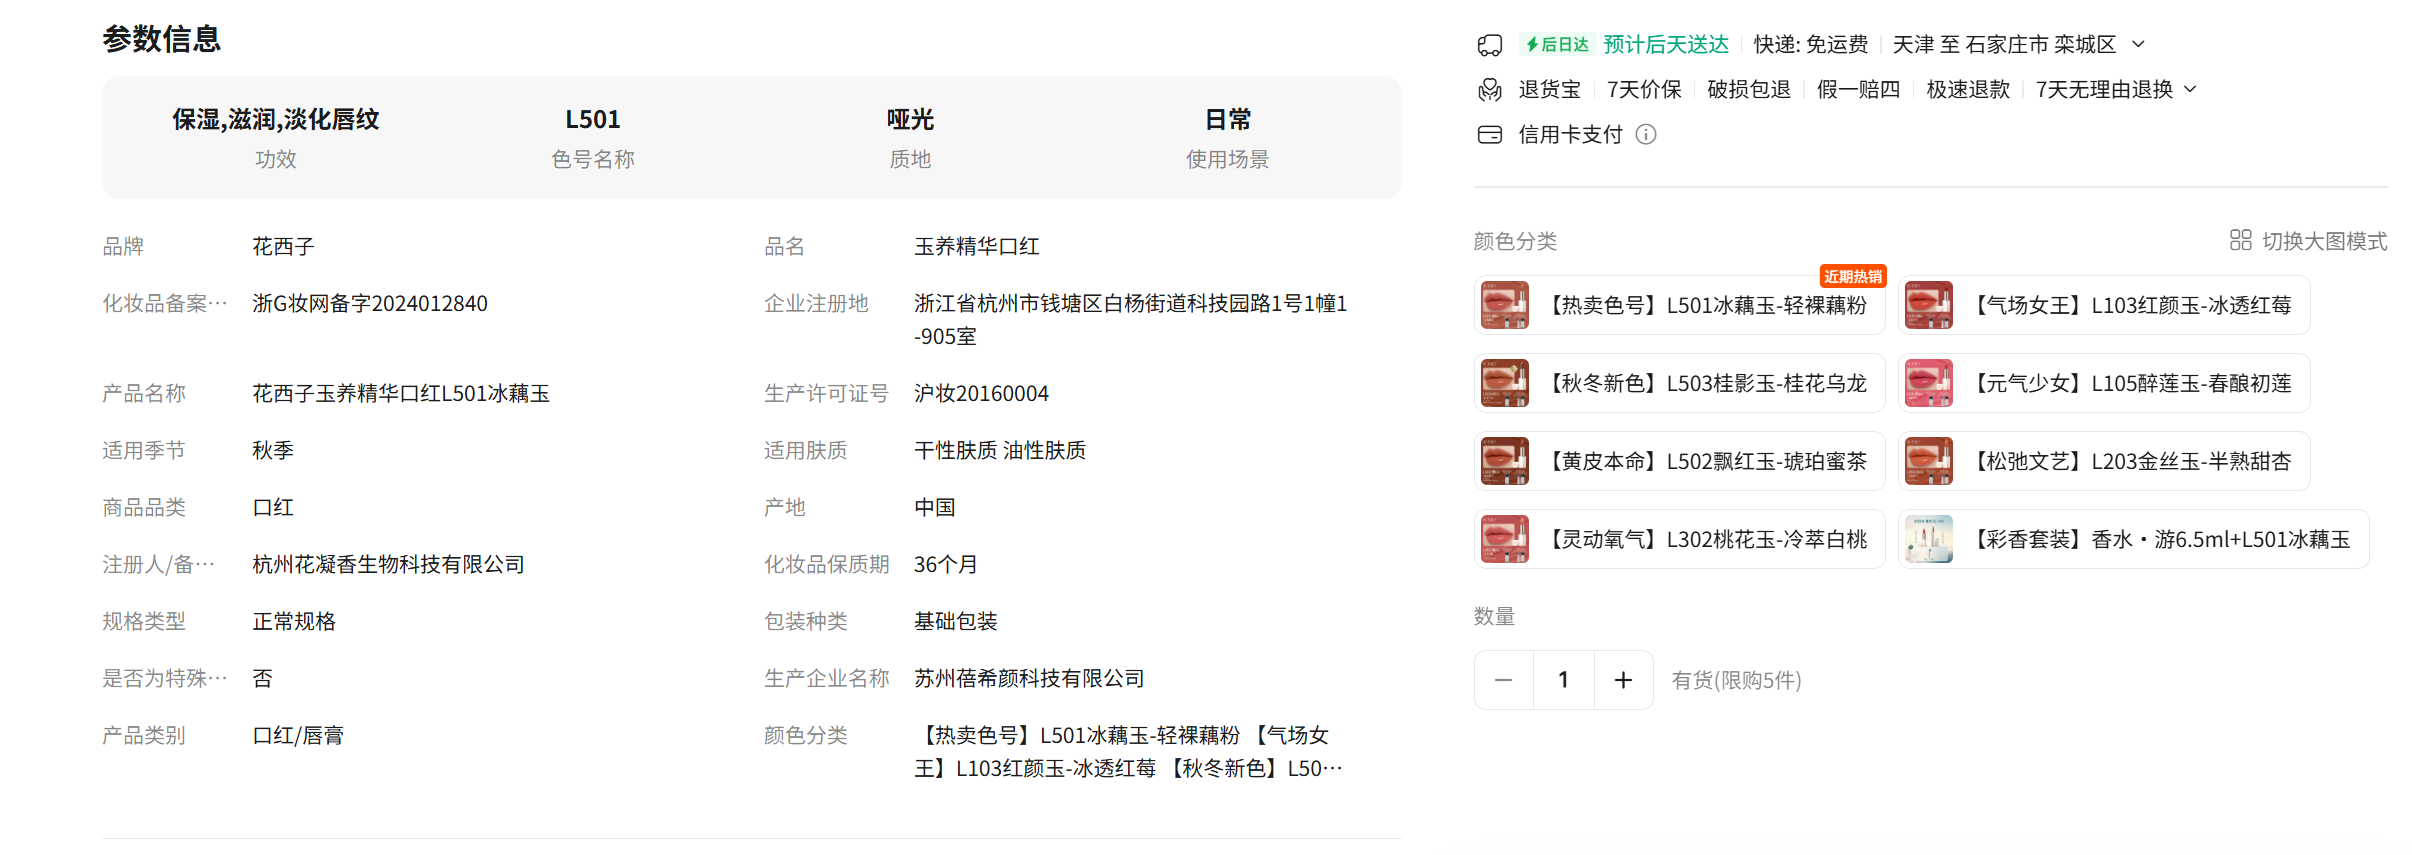 参数信息
保湿,滋润,淡化唇纹
功效
L501
色号名称
哑光
质地
日常
使用场景
品牌 花西子
品名 玉养精华口红
化妆品备案… 浙G妆网备字2024012840
企业注册地 浙江省杭州市钱塘区白杨街道科技园路1号1幢1
-905室
产品名称 花西子玉养精华口红L501冰藕玉
生产许可证号 沪妆20160004
适用季节 秋季
适用肤质 干性肤质 油性肤质
商品品类 口红
产地 中国
注册人/备… 杭州花凝香生物科技有限公司
化妆品保质期 36个月
规格类型 正常规格
包装种类 基础包装
是否为特殊… 否
生产企业名称 苏州蓓希颜科技有限公司
产品类别 口红/唇膏
颜色分类 【热卖色号】L501冰藕玉-轻裸藕粉 【气场女
王】L103红颜玉-冰透红莓 【秋冬新色】L50…
后日达 预计后天送达 快递: 免运费 天津 至 石家庄市 栾城区
退货宝 7天价保 破损包退 假一赔四 极速退款 7天无理由退换
信用卡支付
颜色分类
切换大图模式
近期热销
【热卖色号】L501冰藕玉-轻裸藕粉
【气场女王】L103红颜玉-冰透红莓
【秋冬新色】L503桂影玉-桂花乌龙
【元气少女】L105醉莲玉-春酿初莲
【黄皮本命】L502飘红玉-琥珀蜜茶
【松弛文艺】L203金丝玉-半熟甜杏
【灵动氧气】L302桃花玉-冷萃白桃
【彩香套装】香水·游6.5ml+L501冰藕玉
数量
1
有货(限购5件)